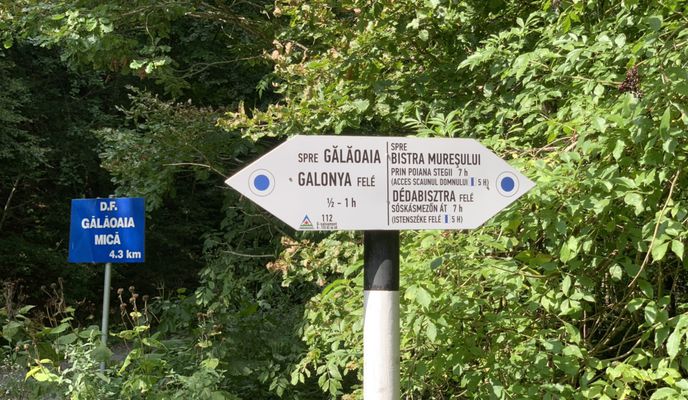 D.F.
GĂLĂOAIA
MICĂ
4.3 km
SPRE GĂLĂOAIA
GALONYA FELÉ
½ - 1 h
112
SPRE
BISTRA MUREȘULUI
PRIN POIANA STEGII 7 h
(ACCES SCAUNUL DOMNULUI 5 H)
DÉDABISZTRA FELÉ
SÓSKÁSMEZŐN ÁT 7 h
(ISTENSZÉKE FELÉ 5 H)